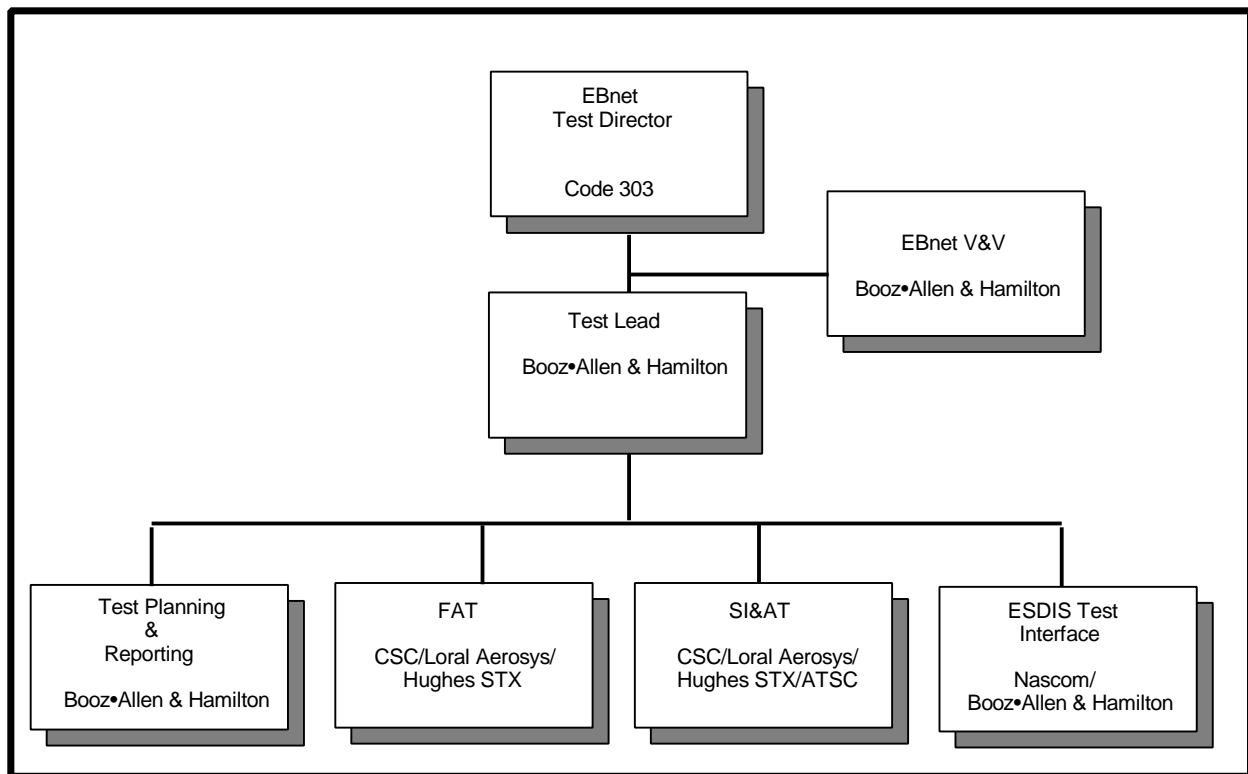 EBnet
Test Director
Code 303
EBnet V&V
Booz•Allen & Hamilton
Test Lead
Booz•Allen & Hamilton
Test Planning
&
Reporting
Booz•Allen & Hamilton
FAT
CSC/Loral Aerosys/
Hughes STX
SI&AT
CSC/Loral Aerosys/
Hughes STX/ATSC
ESDIS Test
Interface
Nascom/
Booz•Allen & Hamilton